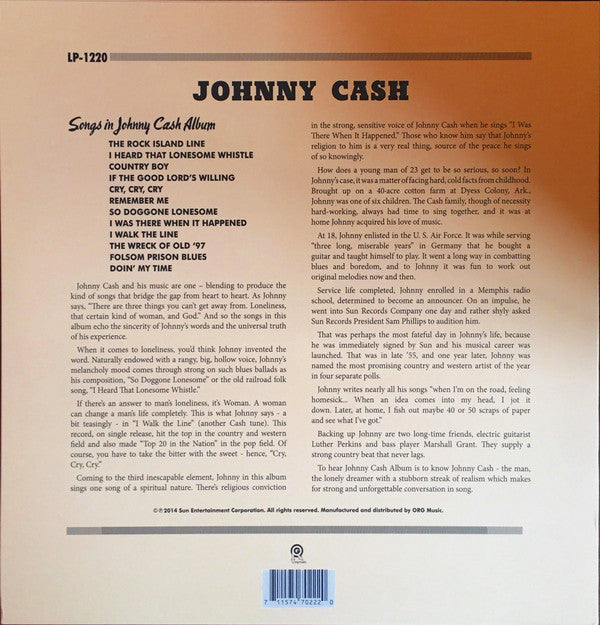 LP-1220
JOHNNY CASH
Songs in Johnny Cash Album
THE ROCK ISLAND LINE
I HEARD THAT LONESOME WHISTLE
COUNTRY BOY
IF THE GOOD LORD'S WILLING
CRY, CRY, CRY
REMEMBER ME
SO DOGGONE LONESOME
I WAS THERE WHEN IT HAPPENED
I WALK THE LINE
THE WRECK OF OLD '97
FOLSOM PRISON BLUES
DOIN' MY TIME
Johnny Cash and his music are one – blending to produce the
kind of songs that bridge the gap from heart to heart. As Johnny
says, "There are three things you can't get away from. Loneliness,
that certain kind of woman, and God." And so the songs in this
album echo the sincerity of Johnny's words and the universal truth
of his experience.
When it comes to loneliness, you'd think Johnny invented the
word. Naturally endowed with a rangy, big, hollow voice, Johnny's
melancholy mood comes through strong on such blues ballads as
his composition, "So Doggone Lonesome" or the old railroad folk
song, "I Heard That Lonesome Whistle."
If there's an answer to man's loneliness, it's Woman. A woman
can change a man's life completely. This is what Johnny says - a
bit teasingly - in "I Walk the Line" (another Cash tune). This
record, on single release, hit the top in the country and western
field and also made "Top 20 in the Nation" in the pop field. Of
course, you have to take the bitter with the sweet - hence, "Cry,
Cry, Cry."
Coming to the third inescapable element, Johnny in this album
sings one song of a spiritual nature. There's religious conviction
in the strong, sensitive voice of Johnny Cash when he sings "I Was
There When It Happened." Those who know him say that Johnny's
religion to him is a very real thing, source of the peace he sings
of so knowingly.
How does a young man of 23 get to be so serious, so soon? In
Johnny's case, it was a matter of facing hard, cold facts from childhood.
Brought up on a 40-acre cotton farm at Dyess Colony, Ark.,
Johnny was one of six children. The Cash family, though of necessity
hard-working, always had time to sing together, and it was at
home Johnny acquired his love of music.
At 18, Johnny enlisted in the U. S. Air Force. It was while serving
"three long, miserable years" in Germany that he bought a
guitar and taught himself to play. It went a long way in combatting
blues and boredom, and to Johnny it was fun to work out
original melodies now and then.
Service life completed, Johnny enrolled in a Memphis radio
school, determined to become an announcer. On an impulse, he
went into Sun Records Company one day and rather shyly asked
Sun Records President Sam Phillips to audition him.
That was perhaps the most fateful day in Johnny's life, because
he was immediately signed by Sun and his musical career was
launched. That was in late '55, and one year later, Johnny was
named the most promising country and western artist of the year
in four separate polls.
Johnny writes nearly all his songs "when I'm on the road, feeling
homesick... When an idea comes into my head, I jot it
down. Later, at home, I fish out maybe 40 or 50 scraps of paper
and see what I've got."
Backing up Johnny are two long-time friends, electric guitarist
Luther Perkins and bass player Marshall Grant. They supply a
strong country beat that never lags.
To hear Johnny Cash Album is to know Johnny Cash - the man,
the lonely dreamer with a stubborn streak of realism which makes
for strong and unforgettable conversation in song.
©℗2014 Sun Entertainment Corporation. All rights reserved. Manufactured and distributed by ORG Music.
7 11574 70222 0